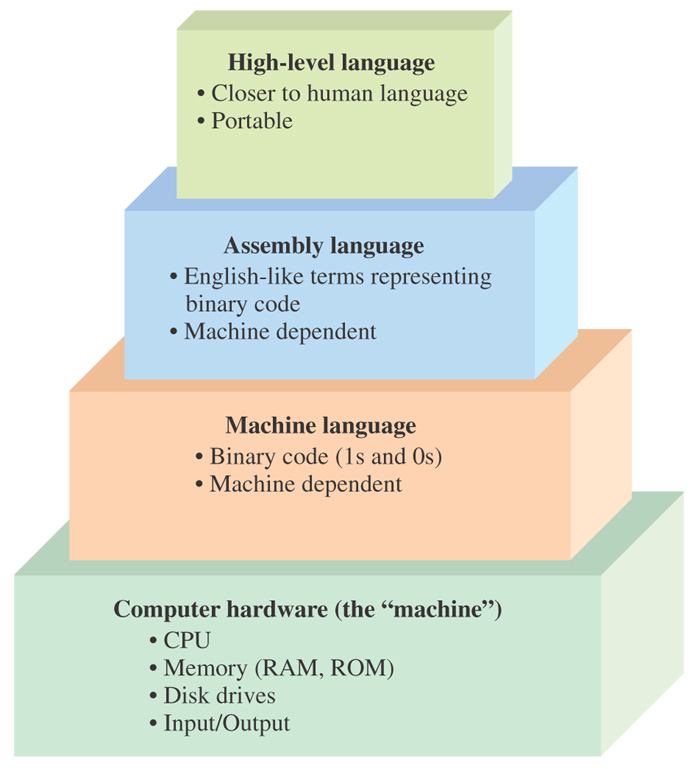 High-level language
• Closer to human language
• Portable
Assembly language
• English-like terms representing
binary code
• Machine dependent
Machine language
• Binary code (1s and 0s)
• Machine dependent
Computer hardware (the “machine”)
• CPU
• Memory (RAM, ROM)
• Disk drives
• Input/Output